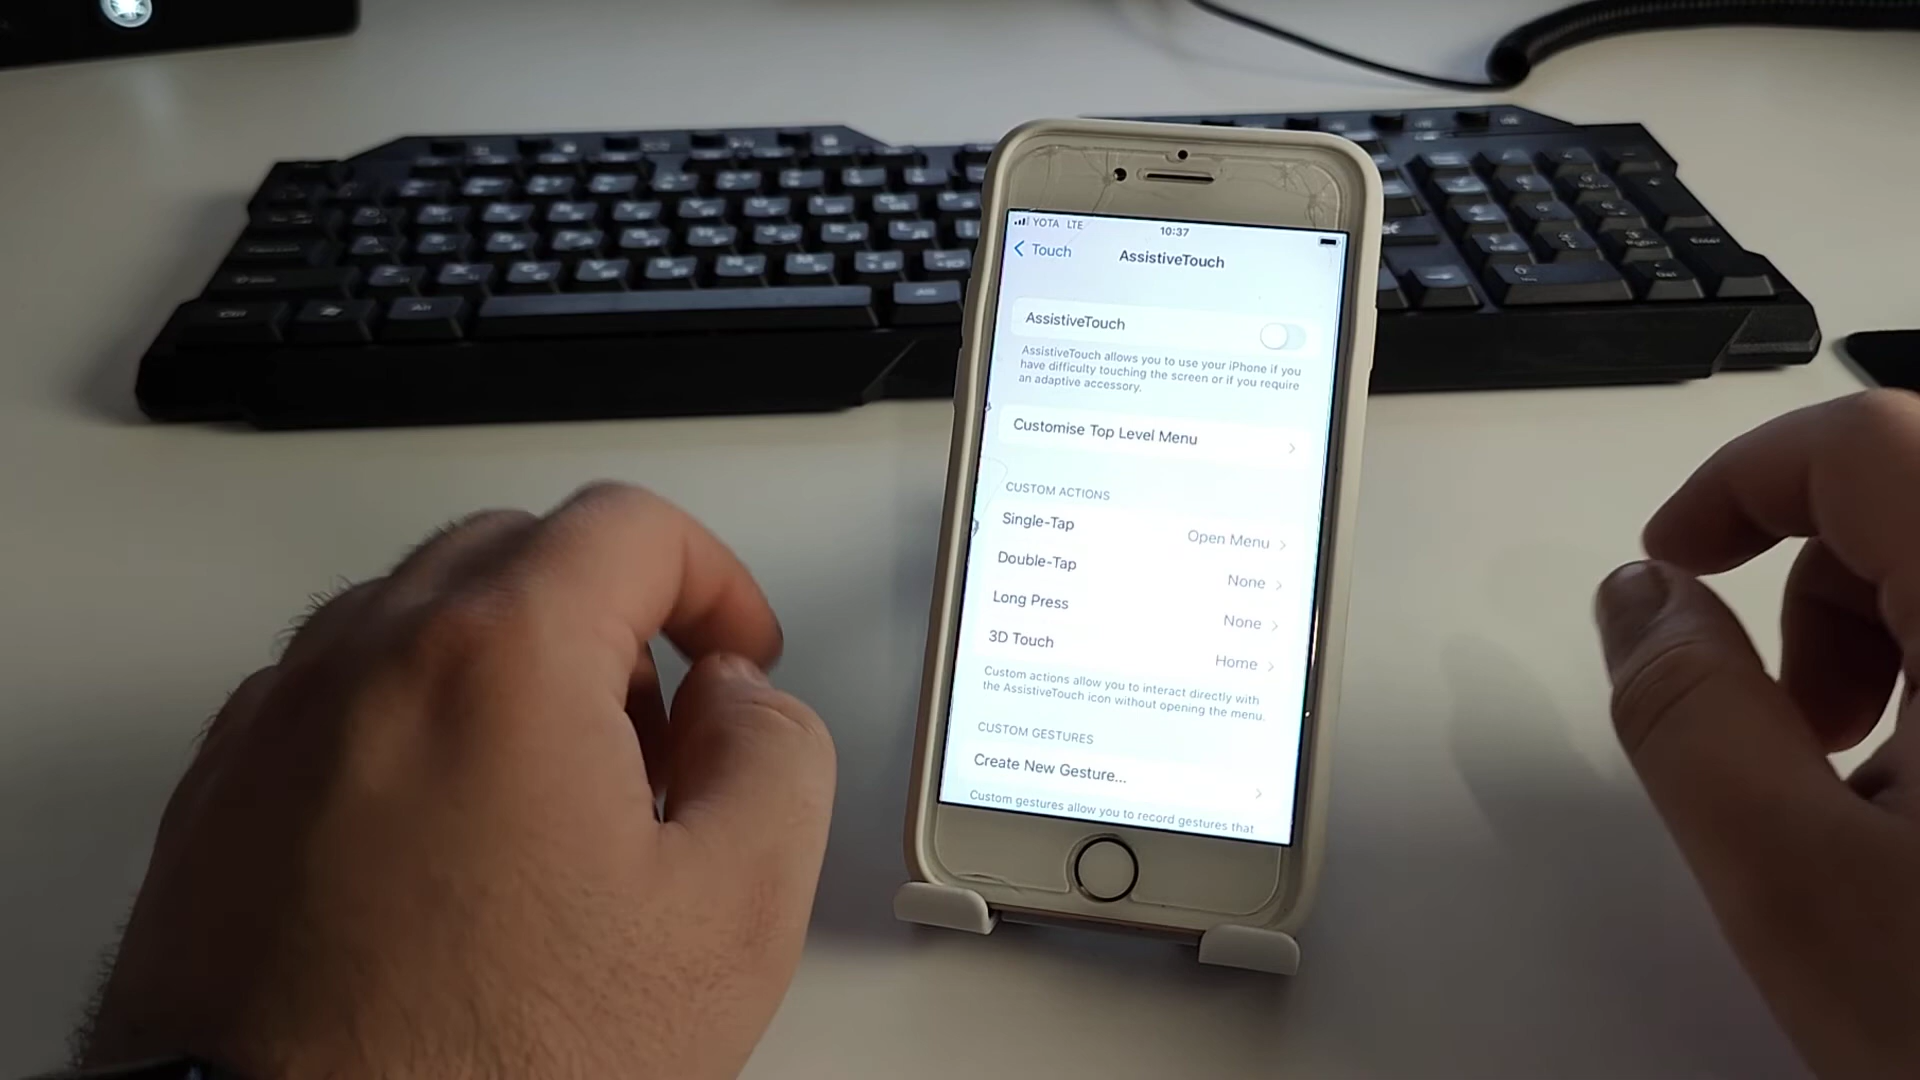 YOTA LTE
10:37
Touch
AssistiveTouch
AssistiveTouch
AssistiveTouch allows you to use your iPhone if you
have difficulty touching the screen or if you require
an adaptive accessory.
Customise Top Level Menu
CUSTOM ACTIONS
Single-Tap Open Menu
Double-Tap None
Long Press None
3D Touch Home
Custom actions allow you to interact directly with
the AssistiveTouch icon without opening the menu.
CUSTOM GESTURES
Create New Gesture...
Custom gestures allow you to record gestures that